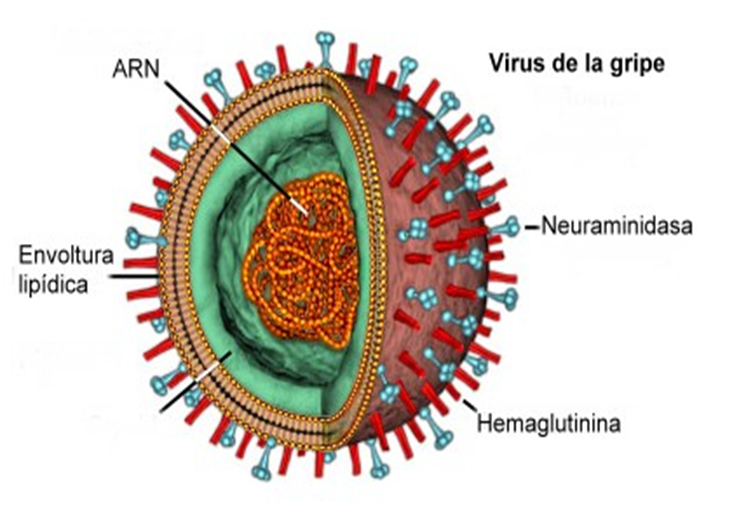 ARN
Virus de la gripe
Neuraminidasa
Envoltura
lipídica
Hemaglutinina